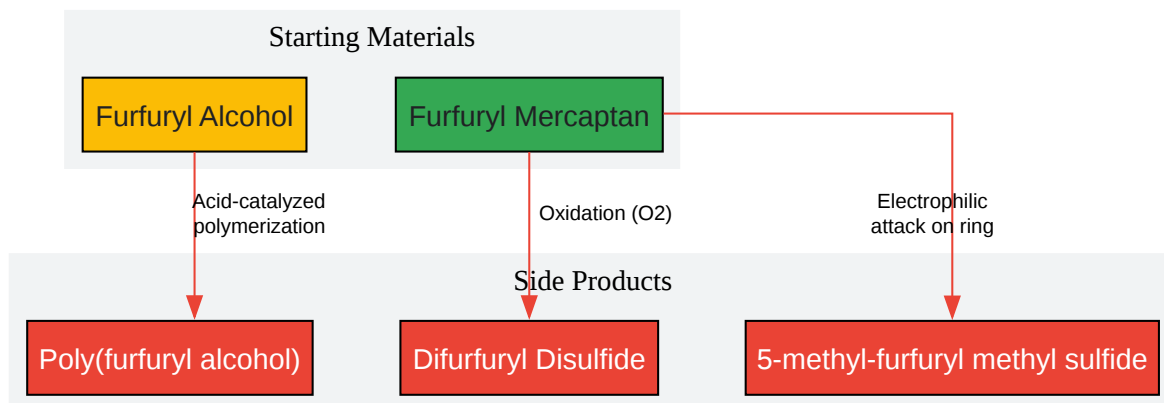 Starting Materials
Furfuryl Alcohol
Furfuryl Mercaptan
Acid-catalyzed
polymerization
Oxidation (O2)
Electrophilic
attack on ring
Side Products
Poly(furfuryl alcohol)
Difurfuryl Disulfide
5-methyl-furfuryl methyl sulfide